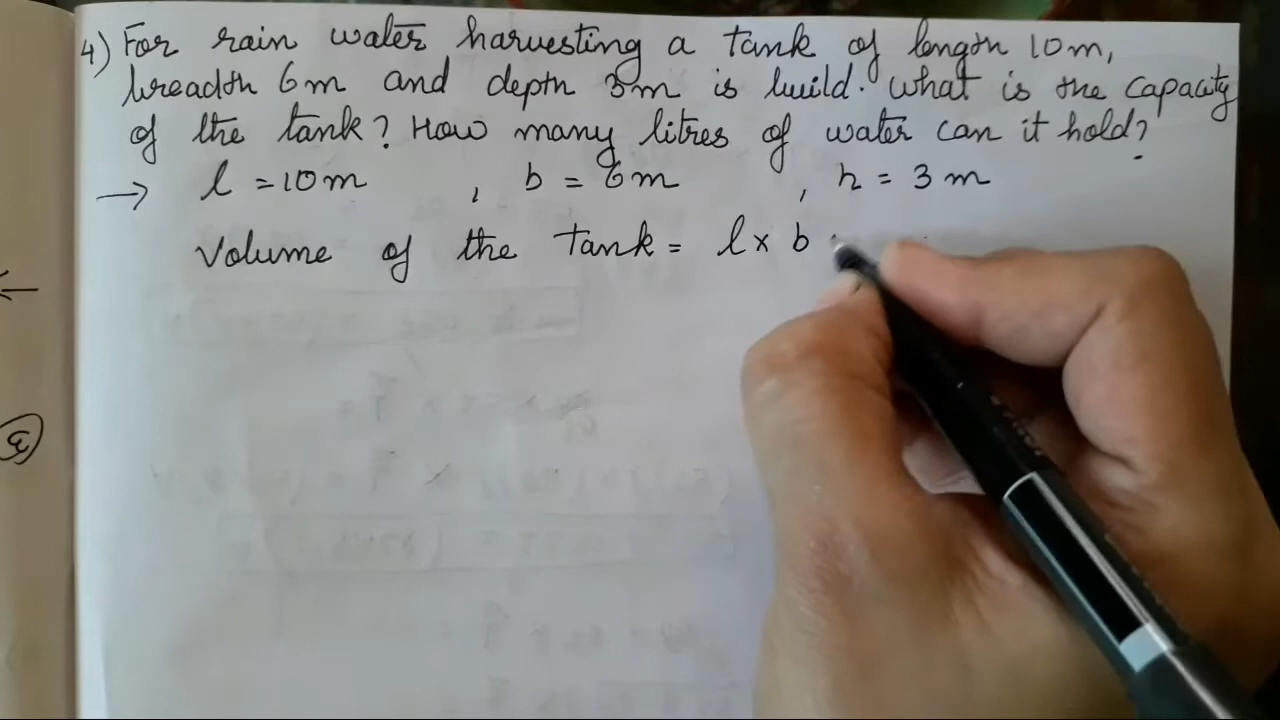 4) For rain water harvesting a tank of length 10m,
breadth 6m and depth 3m is build. What is the capacity
of the tank? How many litres of water can it hold?
→ l = 10m , b = 6m , h = 3m
Volume of the tank = l × b
3